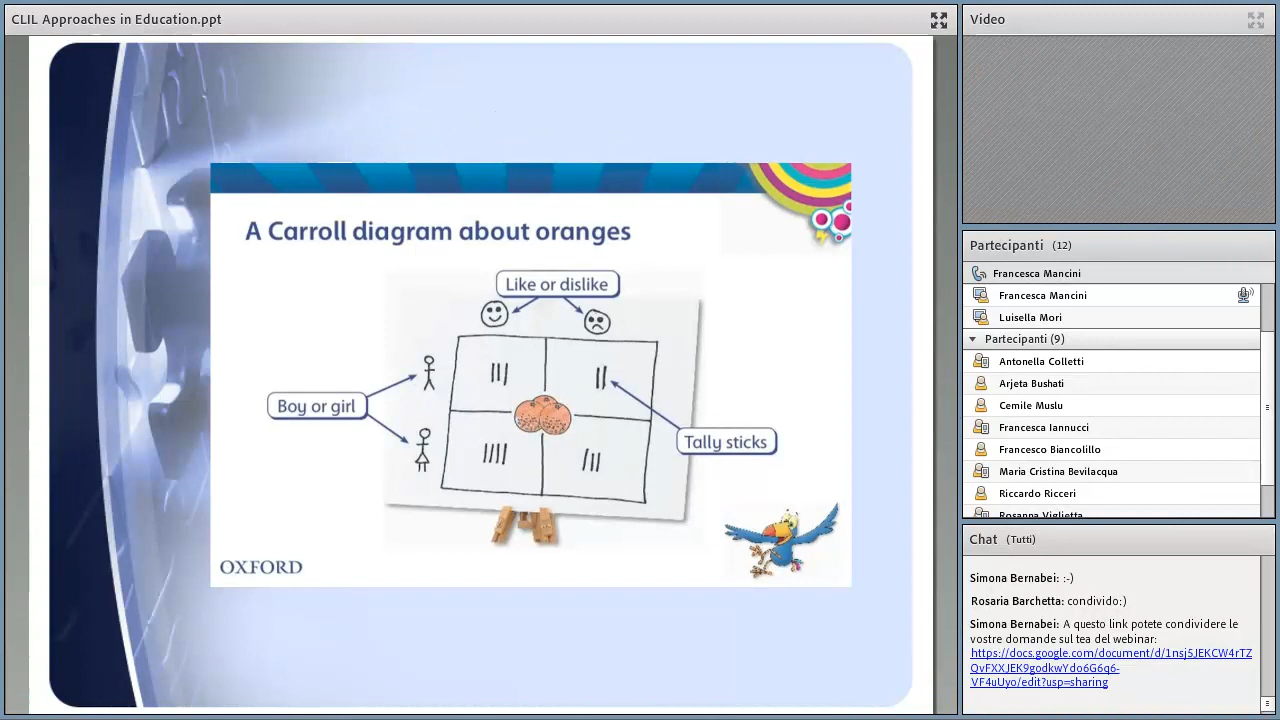 CLIL Approaches in Education.ppt
A Carroll diagram about oranges
Like or dislike
Boy or girl
Tally sticks
OXFORD
Video
Partecipanti (12)
Francesca Mancini
Francesca Mancini
Luisella Mori
Partecipanti (9)
Antonella Colletti
Arjeta Bushati
Cemile Muslu
Francesca Iannucci
Francesco Biancolillo
Maria Cristina Bevilacqua
Riccardo Ricceri
Rosanna Viglietta
Chat (Tutti)
Simona Bernabei: :-)
Rosaria Barchetta: condivido:)
Simona Bernabei: A questo link potete condividere le
vostre domande sul tea del webinar:
https://docs.google.com/document/d/1nsj5JEKCW4rTZ
QvFXXJEK9godkwYdo6G6q6-
VF4uUyo/edit?usp=sharing